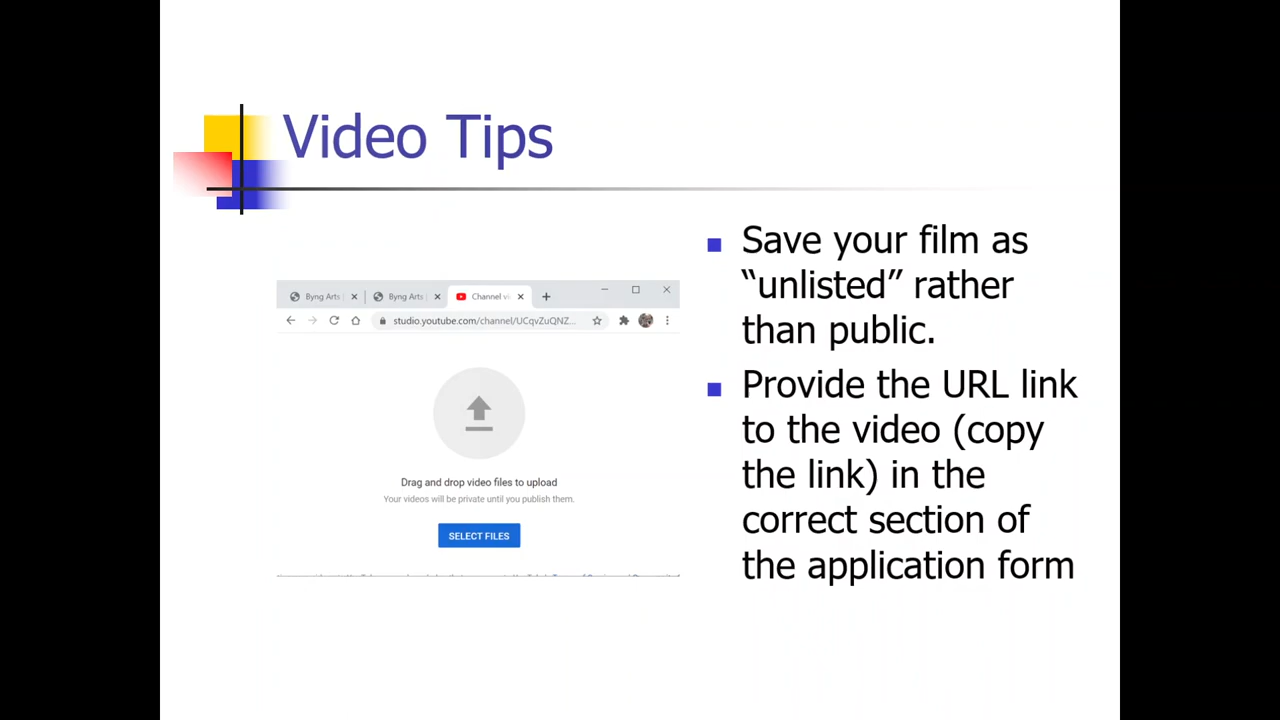 Video Tips
Byng Arts
Byng Arts
Channel vi
studio.youtube.com/channel/UCqvZuQNZ...
Drag and drop video files to upload
Your videos will be private until you publish them.
SELECT FILES
Save your film as
“unlisted” rather
than public.
Provide the URL link
to the video (copy
the link) in the
correct section of
the application form